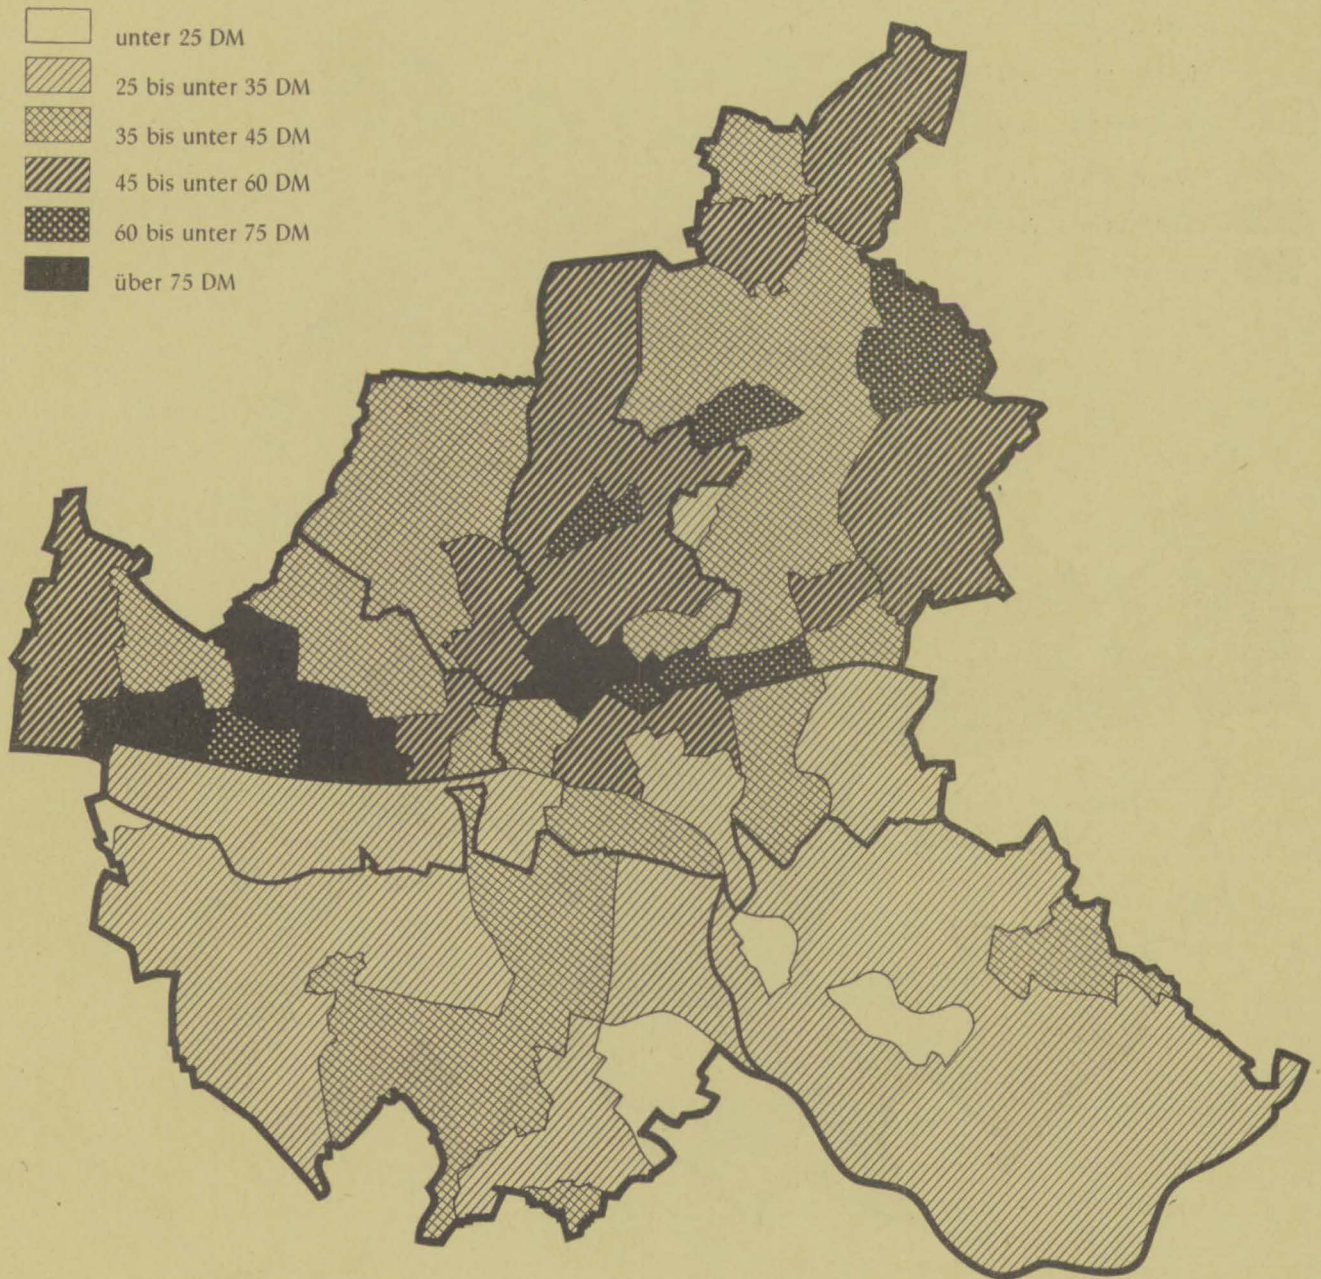 unter 25 DM
25 bis unter 35 DM
35 bis unter 45 DM
45 bis unter 60 DM
60 bis unter 75 DM
über 75 DM